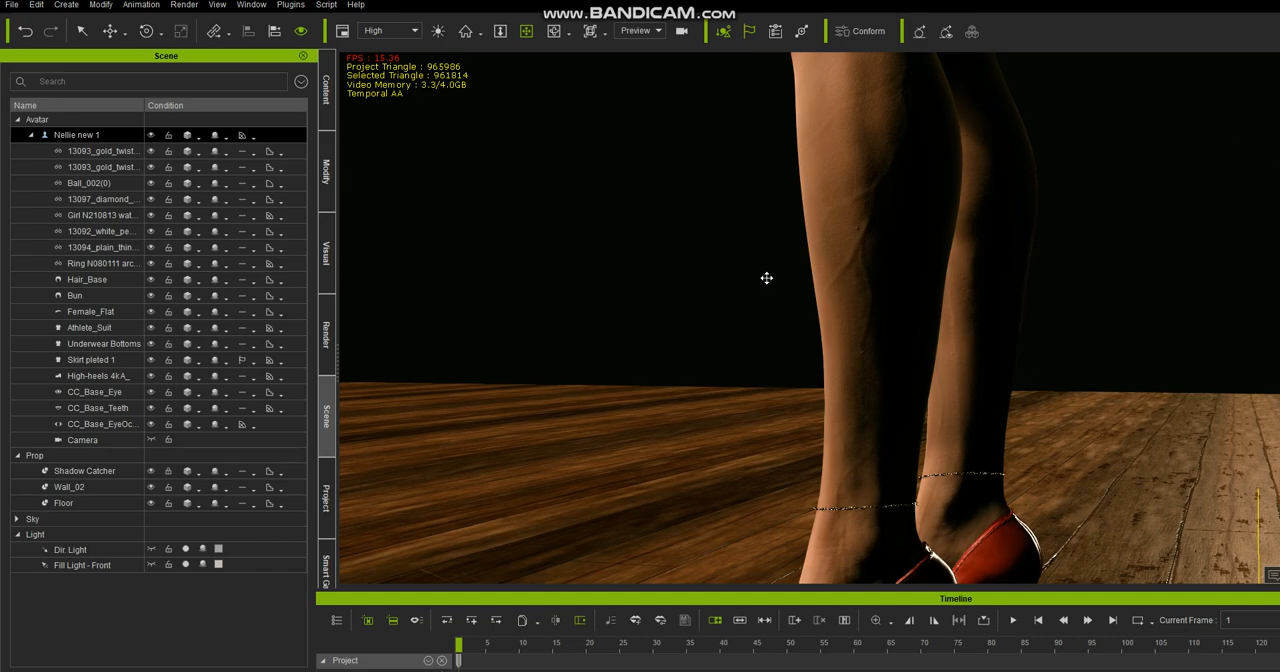 www.BANDICAM.com
File Edit Create Modify Animation Render View Window Plugins Script Help
High Preview Conform
Scene
Search
Name Condition
Avatar
Nellie new 1
13093_gold_twist...
13093_gold_twist...
Ball_002(0)
13097_diamond_...
Girl N210813 wat...
13092_white_pe...
13094_plain_thin...
Ring N080111 arc...
Hair_Base
Bun
Female_Flat
Athlete_Suit
Underwear Bottoms
Skirt pleted 1
High-heels 4kA_
CC_Base_Eye
CC_Base_Teeth
CC_Base_EyeOc...
Camera
Prop
Shadow Catcher
Wall_02
Floor
Sky
Light
Dir. Light
Fill Light - Front
Content
Modify
Visual
Render
Scene
Project
Smart Ga
FPS : 15.36
Project Triangle : 965986
Selected Triangle : 961814
Video Memory : 3.3/4.0GB
Temporal AA
Timeline
Current Frame : 1
5 10 15 20 25 30 35 40 45 50 55 60 65 70 75 80 85 90 95 100 105 110 115 120
Project